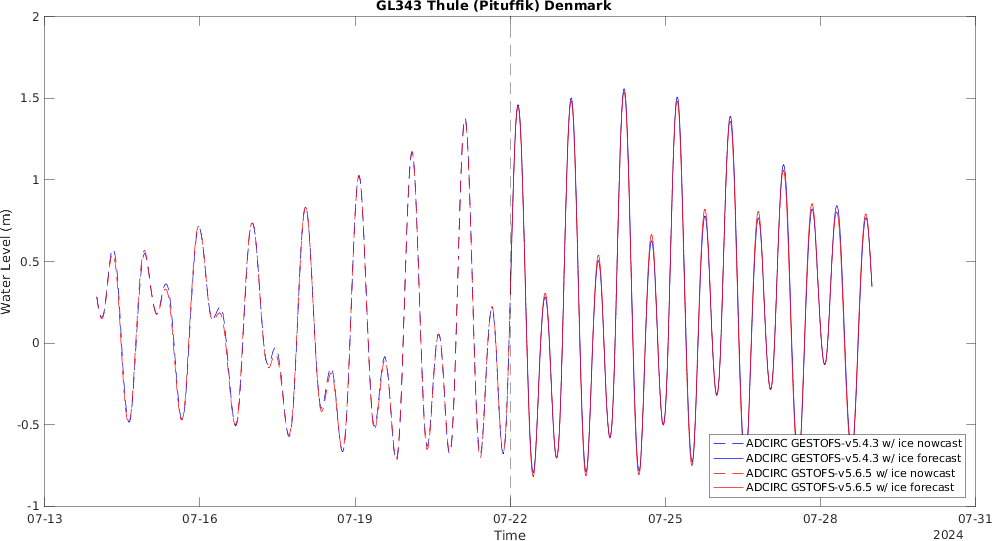 GL343 Thule (Pituffik) Denmark
2
1.5
1
0.5
0
-0.5
-1
Water Level (m)
ADCIRC GESTOFS-v5.4.3 w/ ice nowcast
ADCIRC GESTOFS-v5.4.3 w/ ice forecast
ADCIRC GSTOFS-v5.6.5 w/ ice nowcast
ADCIRC GSTOFS-v5.6.5 w/ ice forecast
07-13 07-16 07-19 07-22 07-25 07-28 07-31
Time
2024